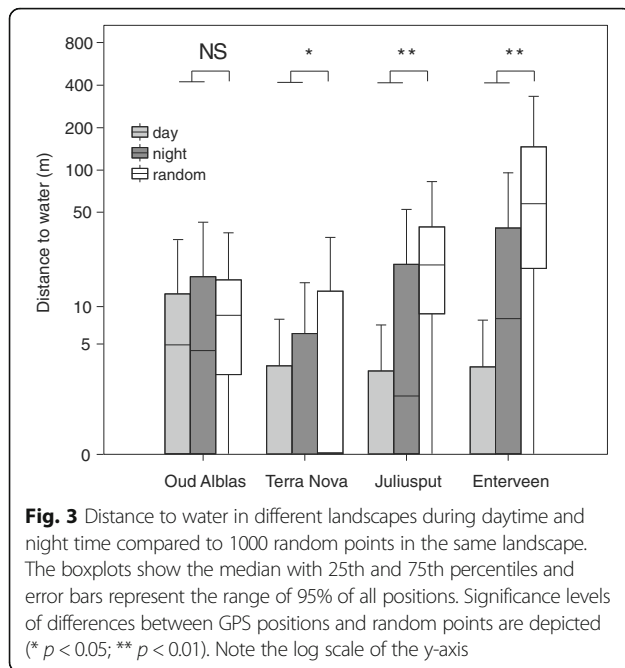 800
400
200
100
50
10
5
0
Distance to water (m)
NS
*
**
**
day
night
random
Oud Alblas
Terra Nova
Juliusput
Enterveen
Fig. 3 Distance to water in different landscapes during daytime and
night time compared to 1000 random points in the same landscape.
The boxplots show the median with 25th and 75th percentiles and
error bars represent the range of 95% of all positions. Significance levels
of differences between GPS positions and random points are depicted
(* p < 0.05; ** p < 0.01). Note the log scale of the y-axis